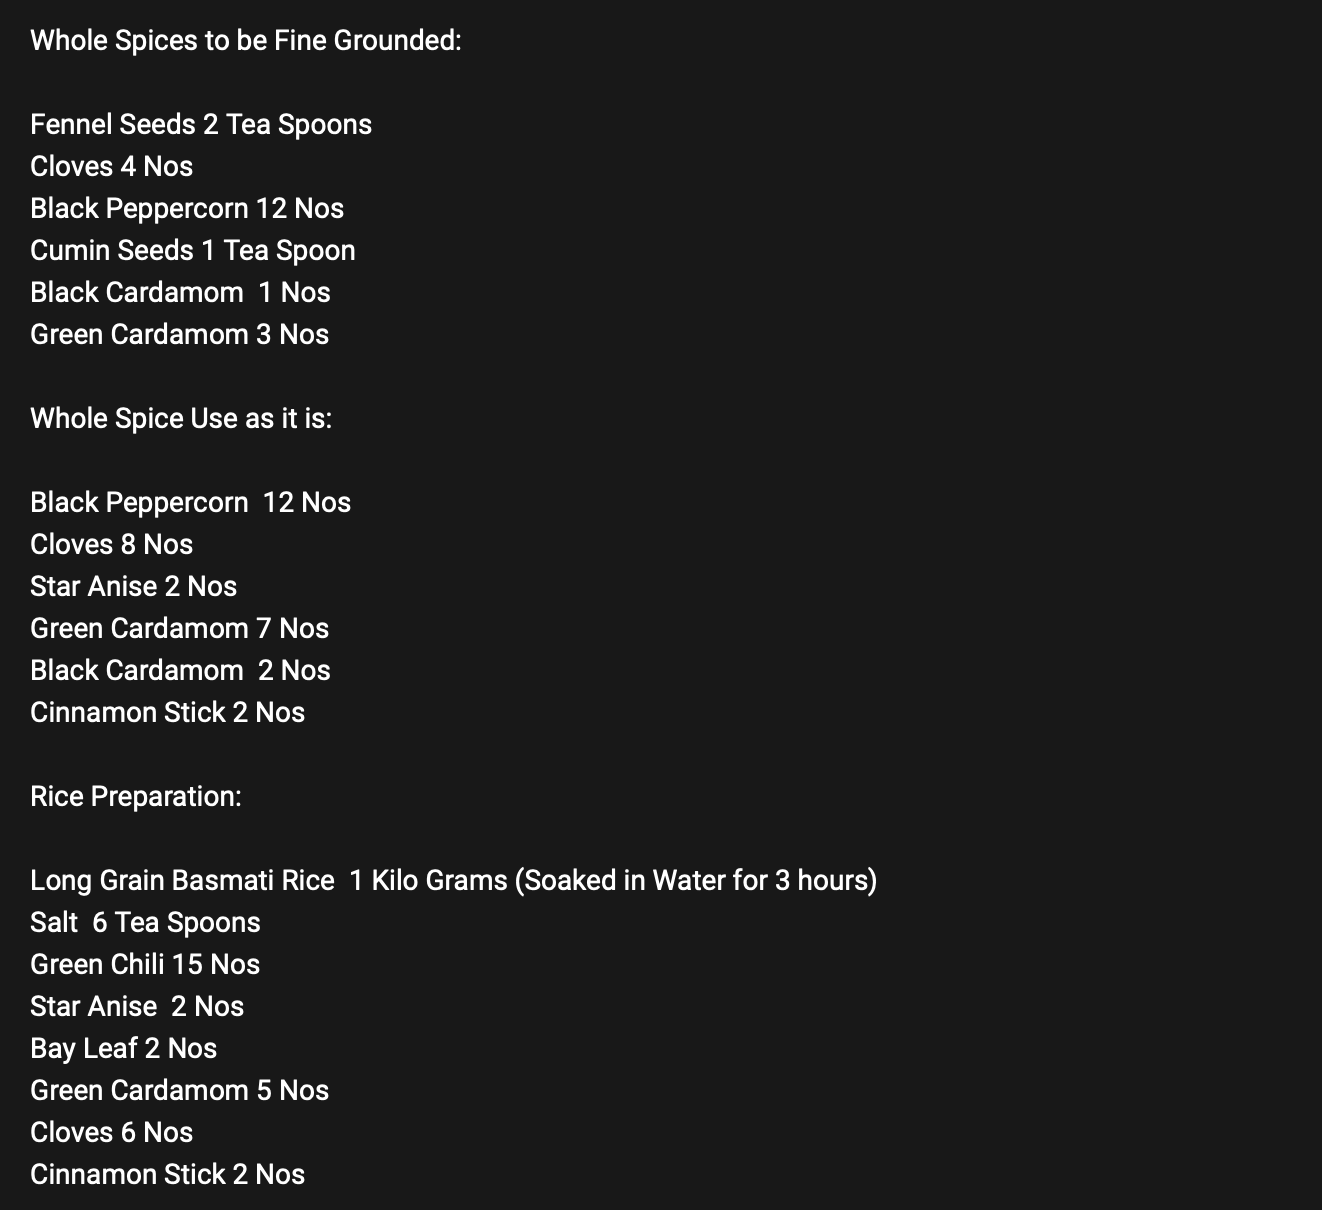 Whole Spices to be Fine Grounded:
Fennel Seeds 2 Tea Spoons
Cloves 4 Nos
Black Peppercorn 12 Nos
Cumin Seeds 1 Tea Spoon
Black Cardamom  1 Nos
Green Cardamom 3 Nos
Whole Spice Use as it is:
Black Peppercorn  12 Nos
Cloves 8 Nos
Star Anise 2 Nos
Green Cardamom 7 Nos
Black Cardamom  2 Nos
Cinnamon Stick 2 Nos
Rice Preparation:
Long Grain Basmati Rice  1 Kilo Grams (Soaked in Water for 3 hours)
Salt  6 Tea Spoons
Green Chili 15 Nos
Star Anise  2 Nos
Bay Leaf 2 Nos
Green Cardamom 5 Nos
Cloves 6 Nos
Cinnamon Stick 2 Nos